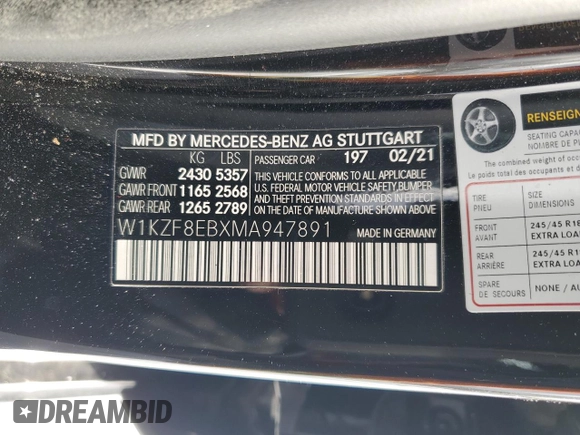 MFD BY MERCEDES-BENZ AG STUTTGART
KG LBS PASSENGER CAR 197 02/21
GVWR 2430 5357
GAWR FRONT 1165 2568
GAWR REAR 1265 2789
THIS VEHICLE CONFORMS TO ALL APPLICABLE
U.S. FEDERAL MOTOR VEHICLE SAFETY, BUMPER
AND THEFT PREVENTION STANDARDS IN EFFECT
ON THE DATE OF MANUFACTURE SHOWN ABOVE.
W1KZF8EBXMA947891 MADE IN GERMANY
RENSEIGN
SEATING CAPA
NOMBRE DE PL
The combined weight of
Le poids total des occupants et d
TIRE
PNEU
SIZE
DIMENSIONS
FRONT
245/45 R18
EXTRA LOA
REAR
ARRIÈRE
245/45 R1
EXTRA LOA
SPARE
DE SECOURS
NONE / AU
DREAMBID